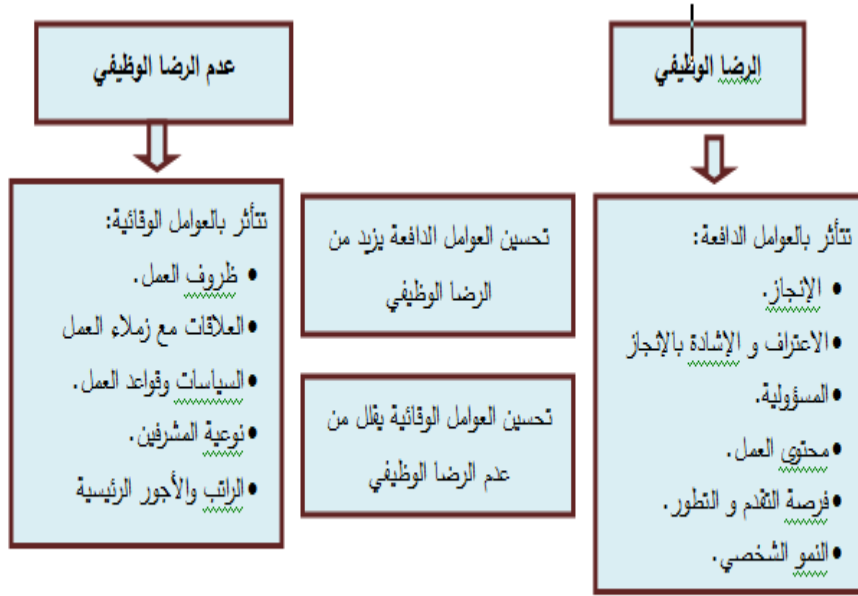 الرضا الوظيفي
تتأثر بالعوامل الدافعة:
• الإنجاز.
• الاعتراف و الإشادة بالإنجاز
• المسؤولية.
• محتوى العمل.
• فرصة التقدم و التطور.
• النمو الشخصي.
تحسين العوامل الدافعة يزيد من
الرضا الوظيفي
تحسين العوامل الوقائية يقلل من
عدم الرضا الوظيفي
عدم الرضا الوظيفي
تتأثر بالعوامل الوقائية:
• ظروف العمل.
• العلاقات مع زملاء العمل
• السياسات وقواعد العمل.
• نوعية المشرفين.
• الراتب والأجور الرئيسية